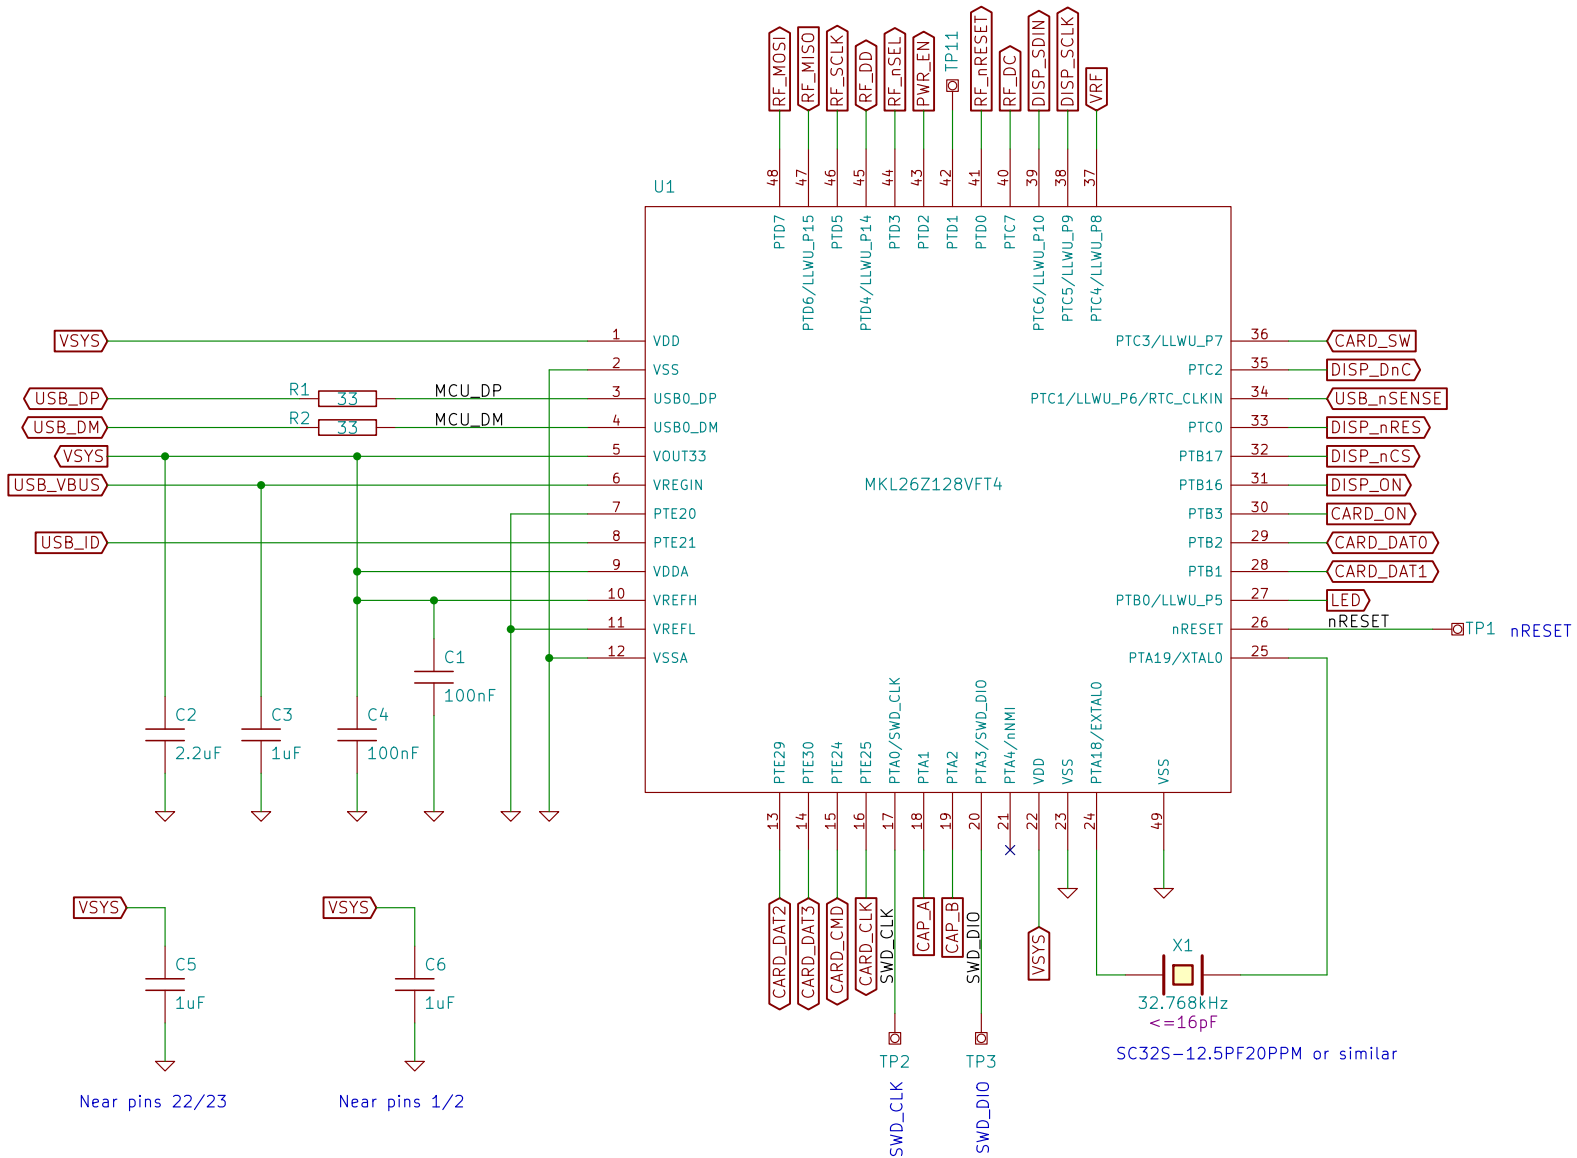 RF_MOSI
RF_MISO
RF_SCLK
RF_DD
RF_nSEL
PWR_EN
TP11
RF_nRESET
RF_DC
DISP_SDIN
DISP_SCLK
VRF
48
47
46
45
44
43
42
41
40
39
38
37
U1
PTD7
PTD6/LLWU_P15
PTD5
PTD4/LLWU_P14
PTD3
PTD2
PTD1
PTD0
PTC7
PTC6/LLWU_P10
PTC5/LLWU_P9
PTC4/LLWU_P8
VSYS
1 VDD
2 VSS
USB_DP R1 33 MCU_DP 3 USB0_DP
USB_DM R2 33 MCU_DM 4 USB0_DM
VSYS 5 VOUT33
USB_VBUS 6 VREGIN
7 PTE20
USB_ID 8 PTE21
9 VDDA
10 VREFH
11 VREFL
12 VSSA
MKL26Z128VFT4
PTC3/LLWU_P7 36 CARD_SW
PTC2 35 DISP_DnC
PTC1/LLWU_P6/RTC_CLKIN 34 USB_nSENSE
PTC0 33 DISP_nRES
PTB17 32 DISP_nCS
PTB16 31 DISP_ON
PTB3 30 CARD_ON
PTB2 29 CARD_DAT0
PTB1 28 CARD_DAT1
PTB0/LLWU_P5 27 LED
nRESET 26 nRESET TP1 nRESET
PTA19/XTAL0 25
C1
100nF
C2
2.2uF
C3
1uF
C4
100nF
PTE29
PTE30
PTE24
PTE25
PTA0/SWD_CLK
PTA1
PTA2
PTA3/SWD_DIO
PTA4/nNMI
VDD
VSS
PTA18/EXTAL0
VSS
13
14
15
16
17
18
19
20
21
22
23
24
49
CARD_DAT2
CARD_DAT3
CARD_CMD
CARD_CLK
SWD_CLK
CAP_A
CAP_B
SWD_DIO
VSYS
VSYS
C5
1uF
Near pins 22/23
VSYS
C6
1uF
Near pins 1/2
TP2
SWD_CLK
TP3
SWD_DIO
X1
32.768kHz
<=16pF
SC32S-12.5PF20PPM or similar